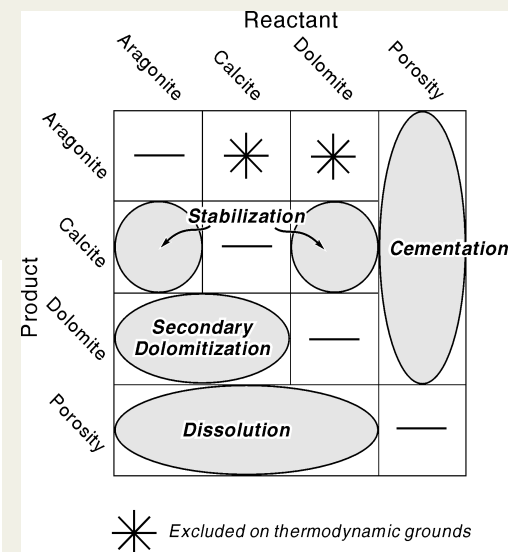 Reactant
Aragonite
Calcite
Dolomite
Porosity
Product
Aragonite
Calcite
Dolomite
Porosity
Stabilization
Cementation
Secondary
Dolomitization
Dissolution
Excluded on thermodynamic grounds